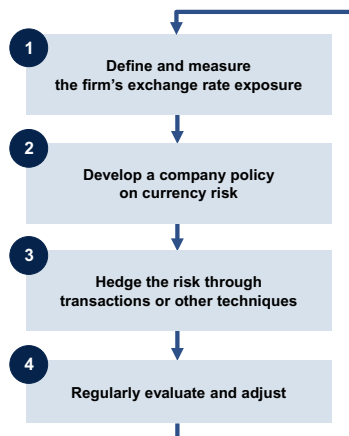 1
Define and measure
the firm's exchange rate exposure
2
Develop a company policy
on currency risk
3
Hedge the risk through
transactions or other techniques
4
Regularly evaluate and adjust